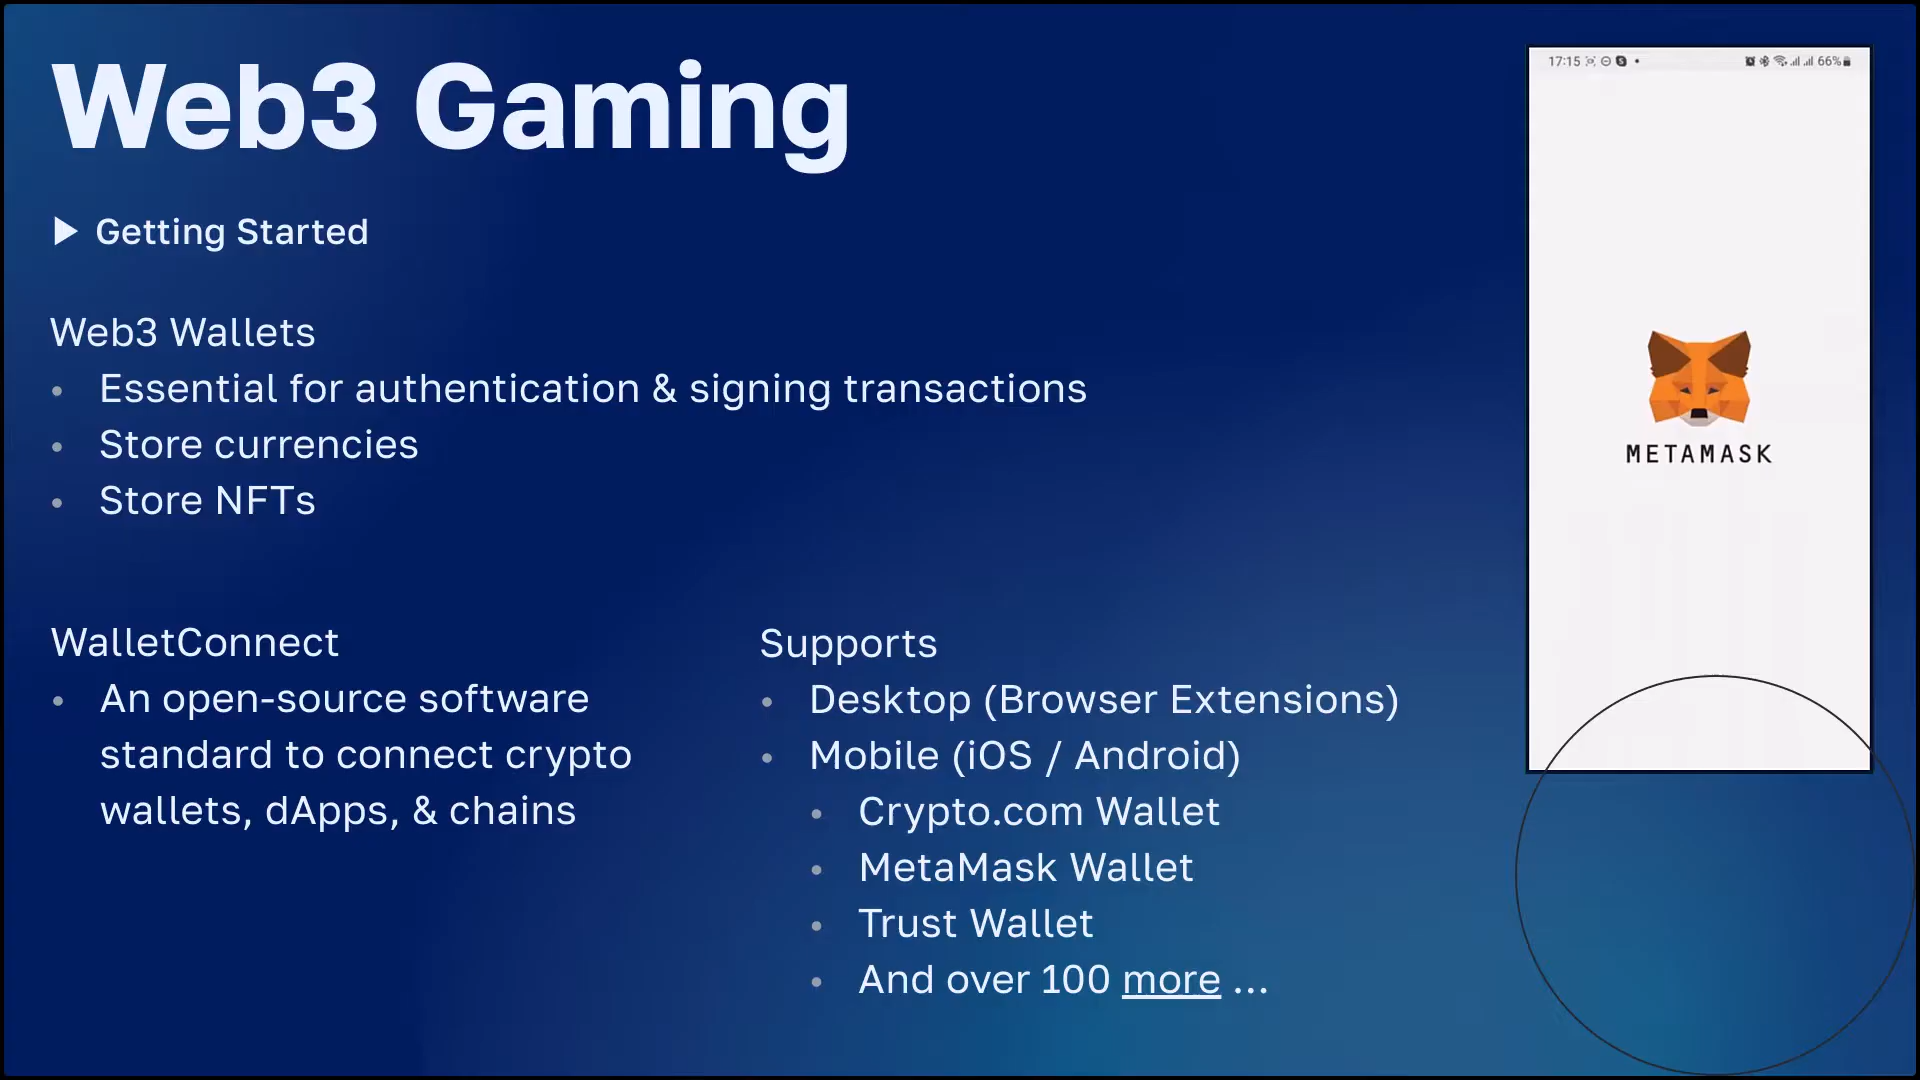 Web3 Gaming
Getting Started
Web3 Wallets
• Essential for authentication & signing transactions
• Store currencies
• Store NFTs
WalletConnect
• An open-source software
standard to connect crypto
wallets, dApps, & chains
Supports
• Desktop (Browser Extensions)
• Mobile (iOS / Android)
• Crypto.com Wallet
• MetaMask Wallet
• Trust Wallet
• And over 100 more ...
17:15 66%
METAMASK